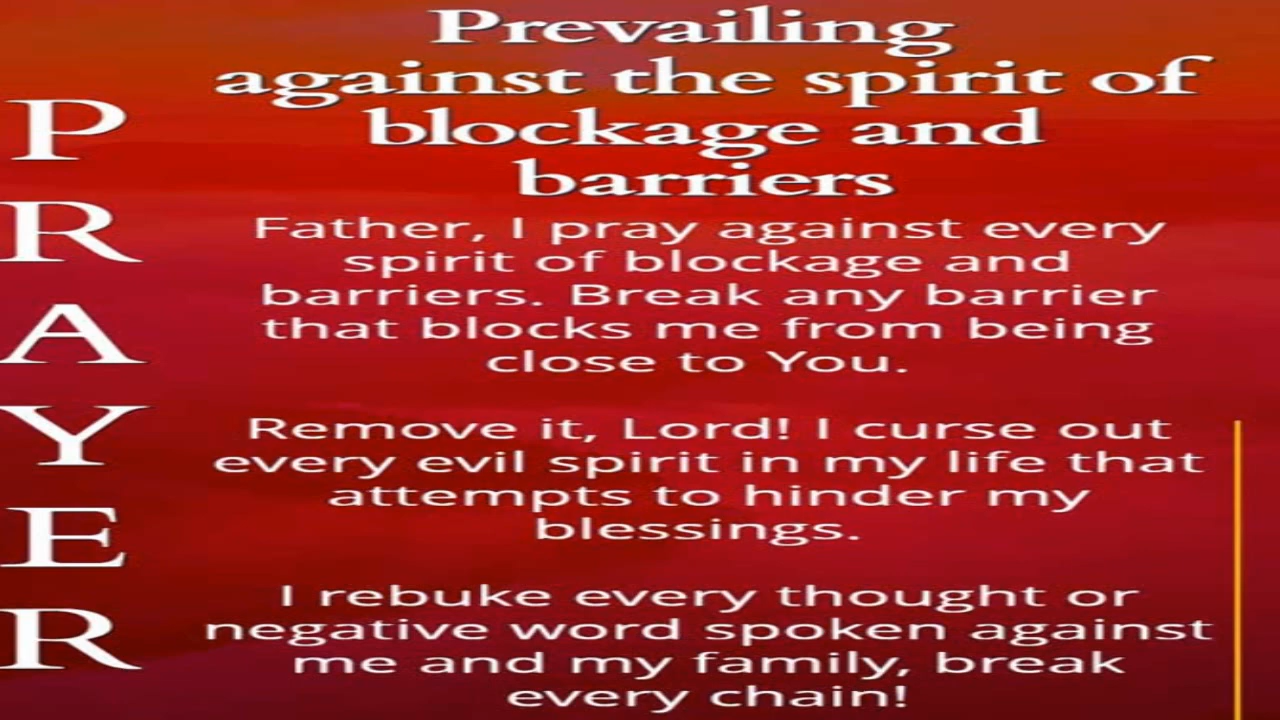 PRAYER
Prevailing
against the spirit of
blockage and
barriers
Father, I pray against every
spirit of blockage and
barriers. Break any barrier
that blocks me from being
close to You.
Remove it, Lord! I curse out
every evil spirit in my life that
attempts to hinder my
blessings.
I rebuke every thought or
negative word spoken against
me and my family, break
every chain!